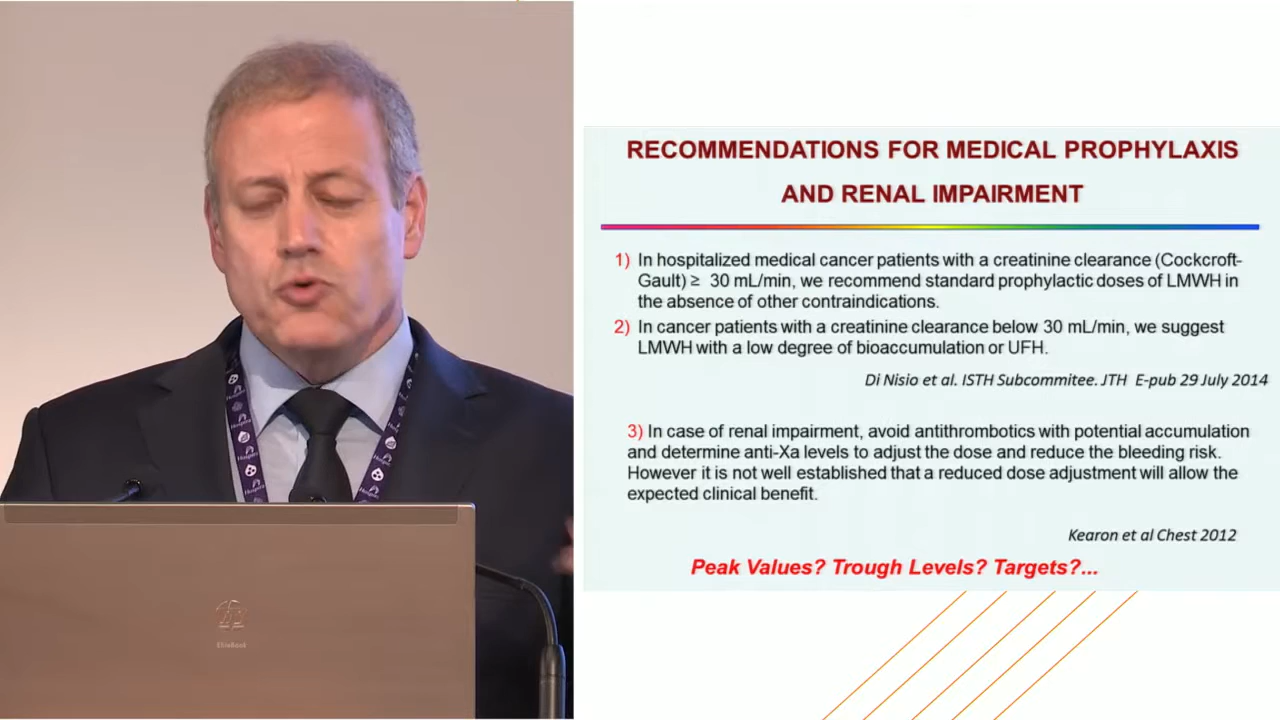 RECOMMENDATIONS FOR MEDICAL PROPHYLAXIS
AND RENAL IMPAIRMENT
1) In hospitalized medical cancer patients with a creatinine clearance (Cockcroft-
Gault) ≥ 30 mL/min, we recommend standard prophylactic doses of LMWH in
the absence of other contraindications.
2) In cancer patients with a creatinine clearance below 30 mL/min, we suggest
LMWH with a low degree of bioaccumulation or UFH.
Di Nisio et al. ISTH Subcommitee. JTH E-pub 29 July 2014
3) In case of renal impairment, avoid antithrombotics with potential accumulation
and determine anti-Xa levels to adjust the dose and reduce the bleeding risk.
However it is not well established that a reduced dose adjustment will allow the
expected clinical benefit.
Kearon et al Chest 2012
Peak Values? Trough Levels? Targets?...
EliteBook